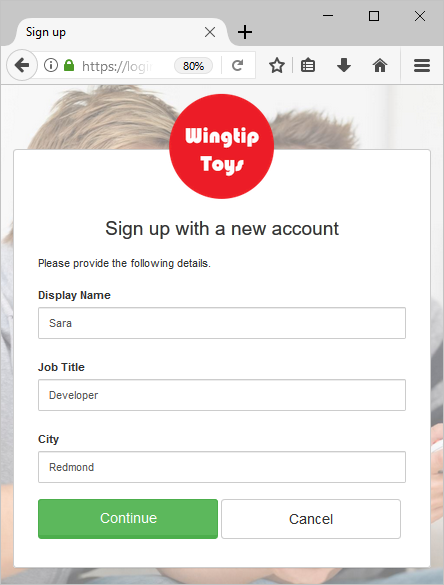 Sign up
https://login
80%
Wingtip
Toys
Sign up with a new account
Please provide the following details.
Display Name
Sara
Job Title
Developer
City
Redmond
Continue
Cancel